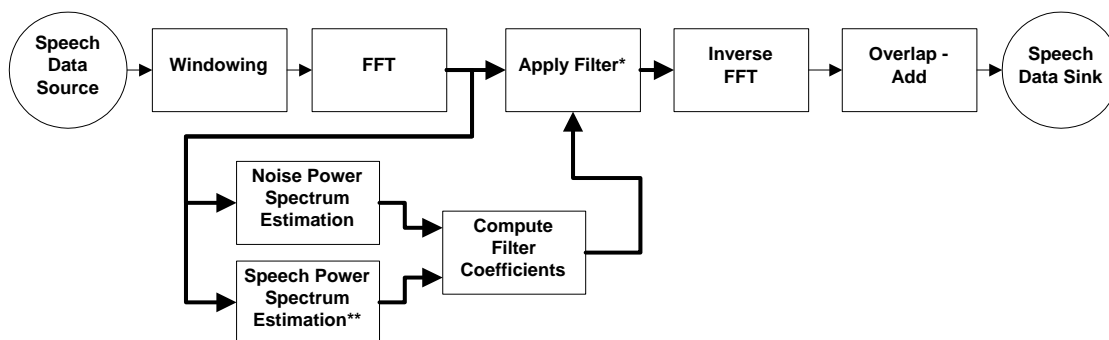 Speech
Data
Source
Windowing
FFT
Apply Filter*
Inverse
FFT
Overlap -
Add
Speech
Data Sink
Noise Power
Spectrum
Estimation
Compute
Filter
Coefficients
Speech Power
Spectrum
Estimation**